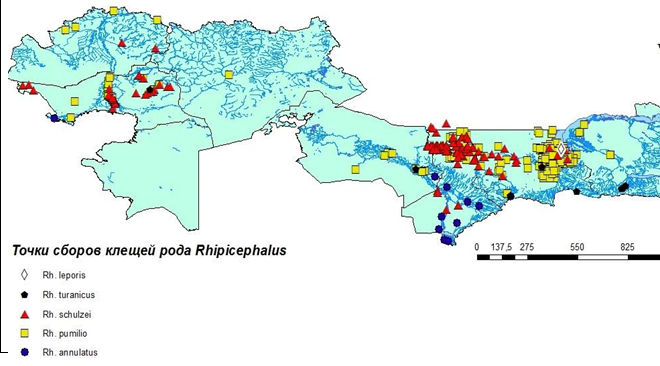 0 137,5 275 550 825
Точки сборов клещей рода Rhipicephalus
Rh. leporis
Rh. turanicus
Rh. schulzei
Rh. pumilio
Rh. annulatus